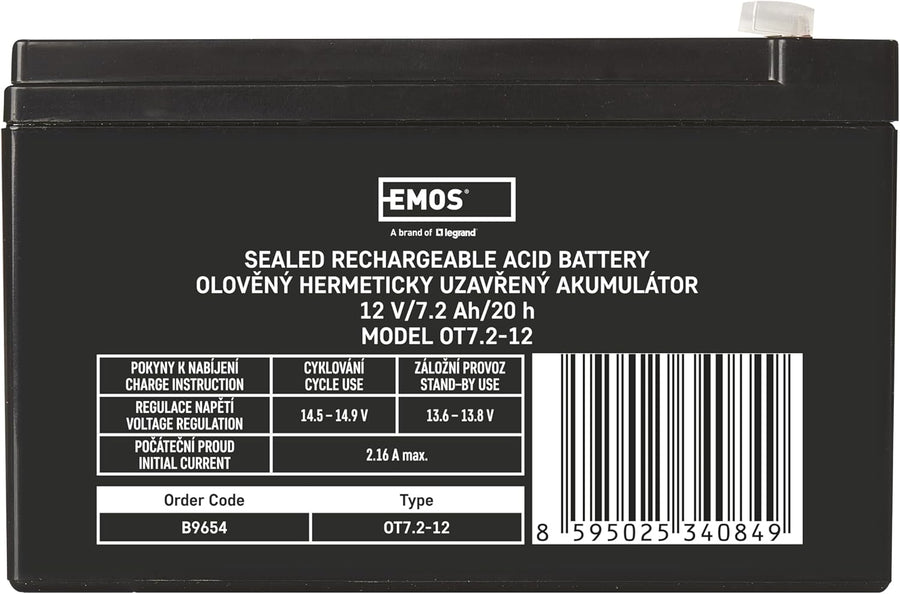 EMOS®
A brand of legrand
SEALED RECHARGEABLE ACID BATTERY
OLOVĚNÝ HERMETICKY UZAVŘENÝ AKUMULÁTOR
12 V/7.2 Ah/20 h
MODEL OT7.2-12
POKYNY K NABÍJENÍ
CHARGE INSTRUCTION
CYKLOVÁNÍ
CYCLE USE
ZÁLOŽNÍ PROVOZ
STAND-BY USE
REGULACE NAPĚTÍ
VOLTAGE REGULATION
14.5 – 14.9 V
13.6 – 13.8 V
POČÁTEČNÍ PROUD
INITIAL CURRENT
2.16 A max.
Order Code
Type
B9654
OT7.2-12
8 595025 340849